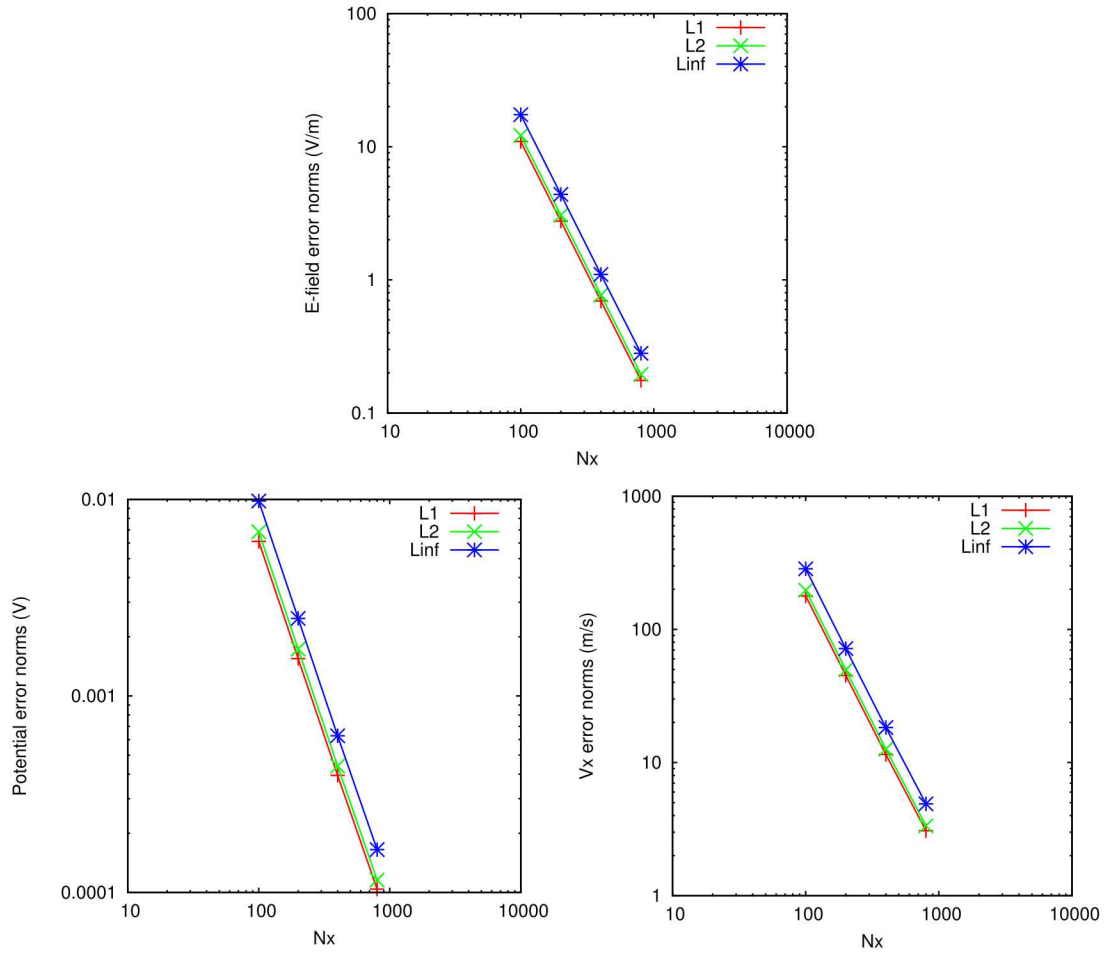 E-field error norms (V/m)
100
10
1
0.1
10
100
1000
10000
Nx
L1
L2
Linf
Potential error norms (V)
0.01
0.001
0.0001
10
100
1000
10000
Nx
L1
L2
Linf
Vx error norms (m/s)
1000
100
10
1
10
100
1000
10000
Nx
L1
L2
Linf